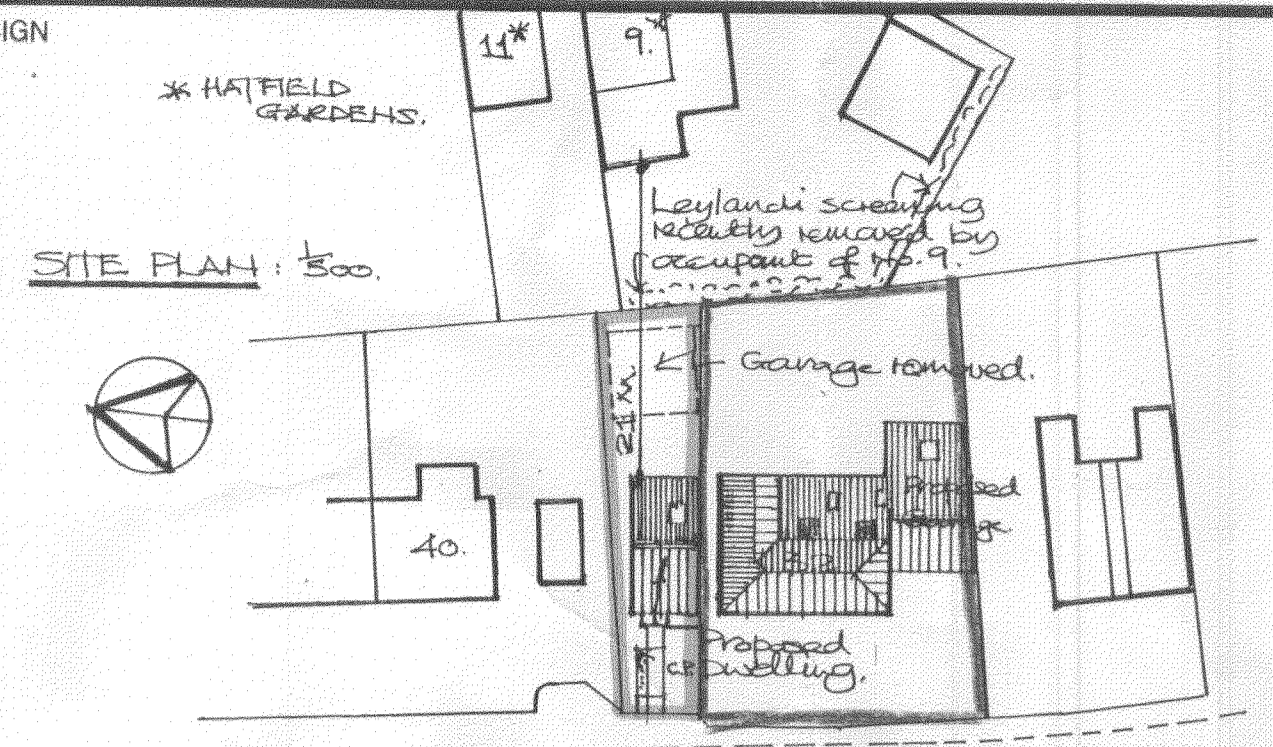 IGN
11*
9.*
* HATFIELD
GARDENS.
Leylandi screening
recently removed by
occupant of No. 9.
SITE PLAN : 1/500.
Garage removed.
21 M
Proposed
Garage
40.
Proposed
Dwelling.